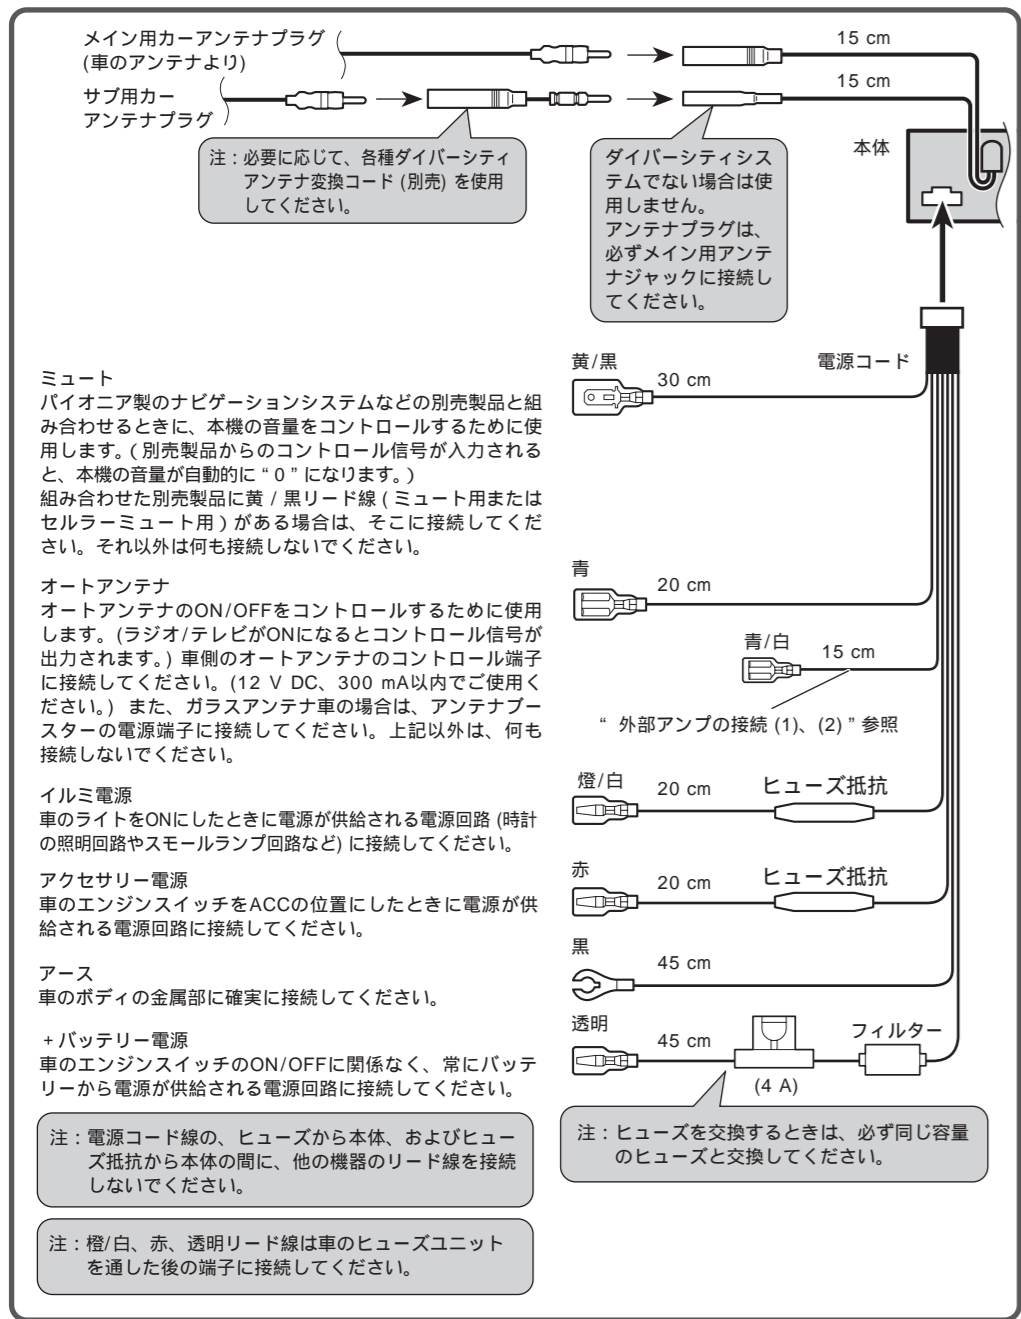 メイン用カーアンテナプラグ
(車のアンテナより)
15 cm
サブ用カー
アンテナプラグ
15 cm
注：必要に応じて、各種ダイバーシティ
アンテナ変換コード (別売) を使用
してください。
ダイバーシティシス
テムでない場合は使
用しません。
アンテナプラグは、
必ずメイン用アンテ
ナジャックに接続し
てください。
本体
電源コード
ミュート
パイオニア製のナビゲーションシステムなどの別売製品と組
み合わせるときに、本機の音量をコントロールするために使
用します。( 別売製品からのコントロール信号が入力される
と、本機の音量が自動的に “ 0 ” になります。)
組み合わせた別売製品に黄 / 黒リード線 ( ミュート用または
セルラーミュート用 ) がある場合は、そこに接続してくだ
さい。それ以外は何も接続しないでください。
黄/黒
30 cm
オートアンテナ
オートアンテナのON/OFFをコントロールするために使用
します。(ラジオ/テレビがONになるとコントロール信号が
出力されます。) 車側のオートアンテナのコントロール端子
に接続してください。(12 V DC、300 mA以内でご使用く
ださい。) また、ガラスアンテナ車の場合は、アンテナブー
スターの電源端子に接続してください。上記以外は、何も
接続しないでください。
青
20 cm
青/白
15 cm
“ 外部アンプの接続 (1)、(2) ” 参照
イルミ電源
車のライトをONにしたときに電源が供給される電源回路 (時計
の照明回路やスモールランプ回路など) に接続してください。
燈/白
20 cm
ヒューズ抵抗
アクセサリー電源
車のエンジンスイッチをACCの位置にしたときに電源が供
給される電源回路に接続してください。
赤
20 cm
ヒューズ抵抗
アース
車のボディの金属部に確実に接続してください。
黒
45 cm
+ バッテリー電源
車のエンジンスイッチのON/OFFに関係なく、常にバッテ
リーから電源が供給される電源回路に接続してください。
透明
45 cm
(4 A)
フィルター
注：電源コード線の、ヒューズから本体、およびヒュー
ズ抵抗から本体の間に、他の機器のリード線を接続
しないでください。
注：ヒューズを交換するときは、必ず同じ容量
のヒューズと交換してください。
注：橙/白、赤、透明リード線は車のヒューズユニット
を通した後の端子に接続してください。